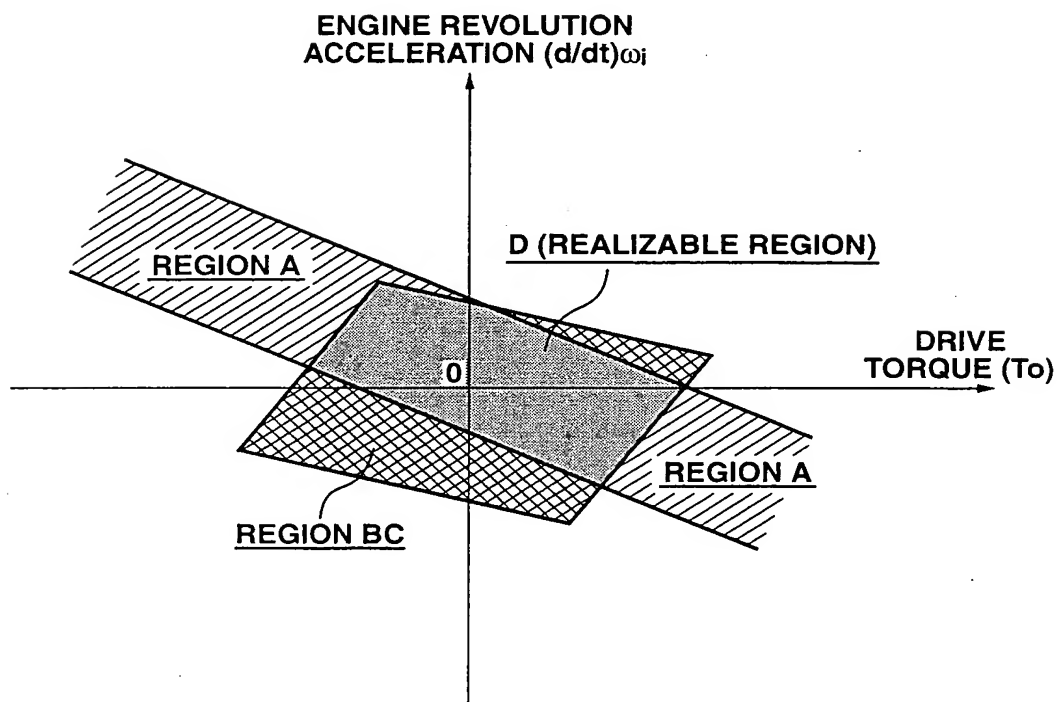 ENGINE REVOLUTION
ACCELERATION (d/dt)ωi
D (REALIZABLE REGION)
REGION A
DRIVE
TORQUE (To)
0
REGION A
REGION BC